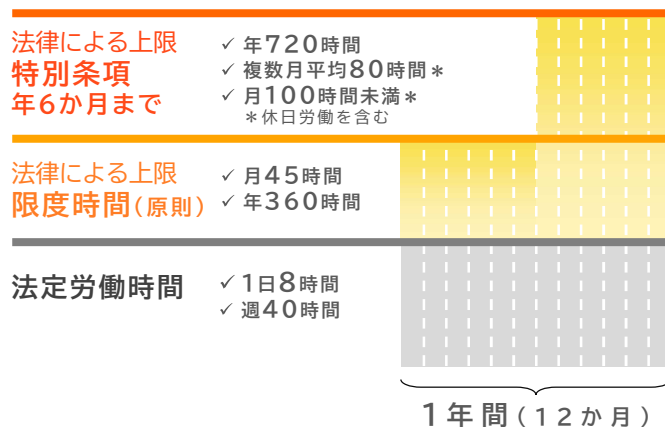 法律による上限
特別条項
年6か月まで
✓ 年720時間
✓ 複数月平均80時間*
✓ 月100時間未満*
*休日労働を含む
法律による上限
限度時間(原則)
✓ 月45時間
✓ 年360時間
法定労働時間
✓ 1日8時間
✓ 週40時間
1年間(12か月)